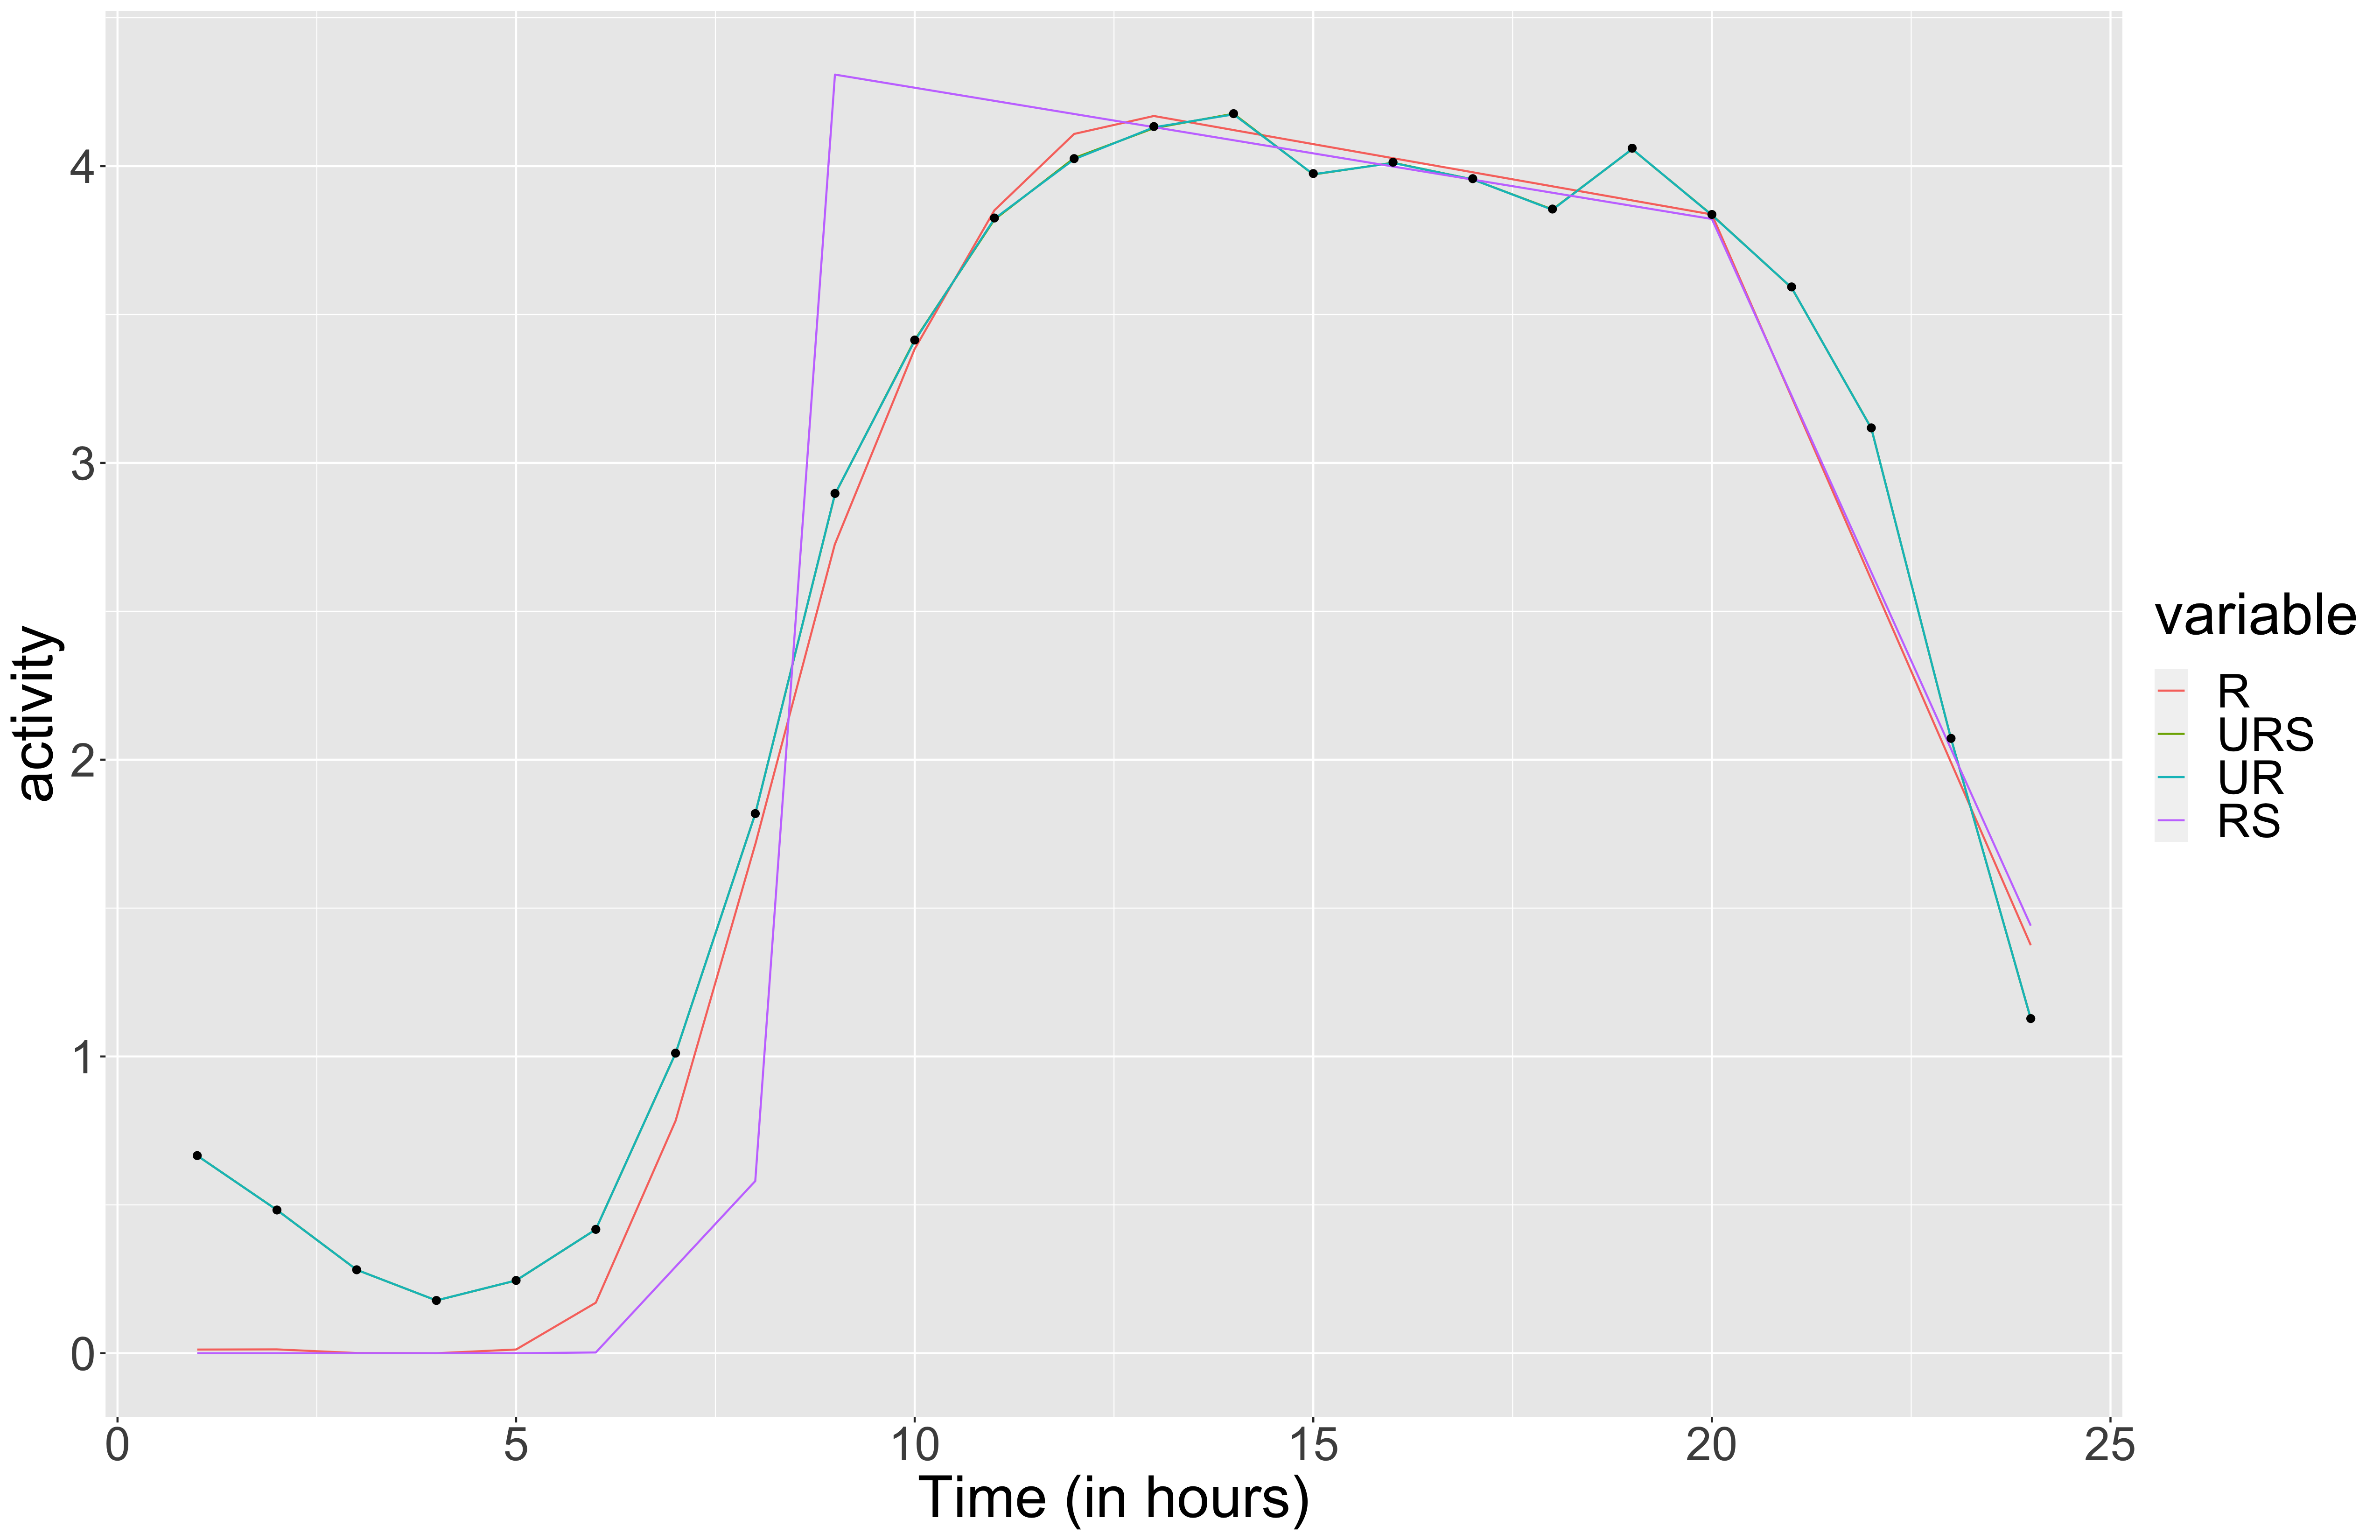 activity
4
3
2
1
0
0 5 10 15 20 25
Time (in hours)
variable
R
URS
UR
RS